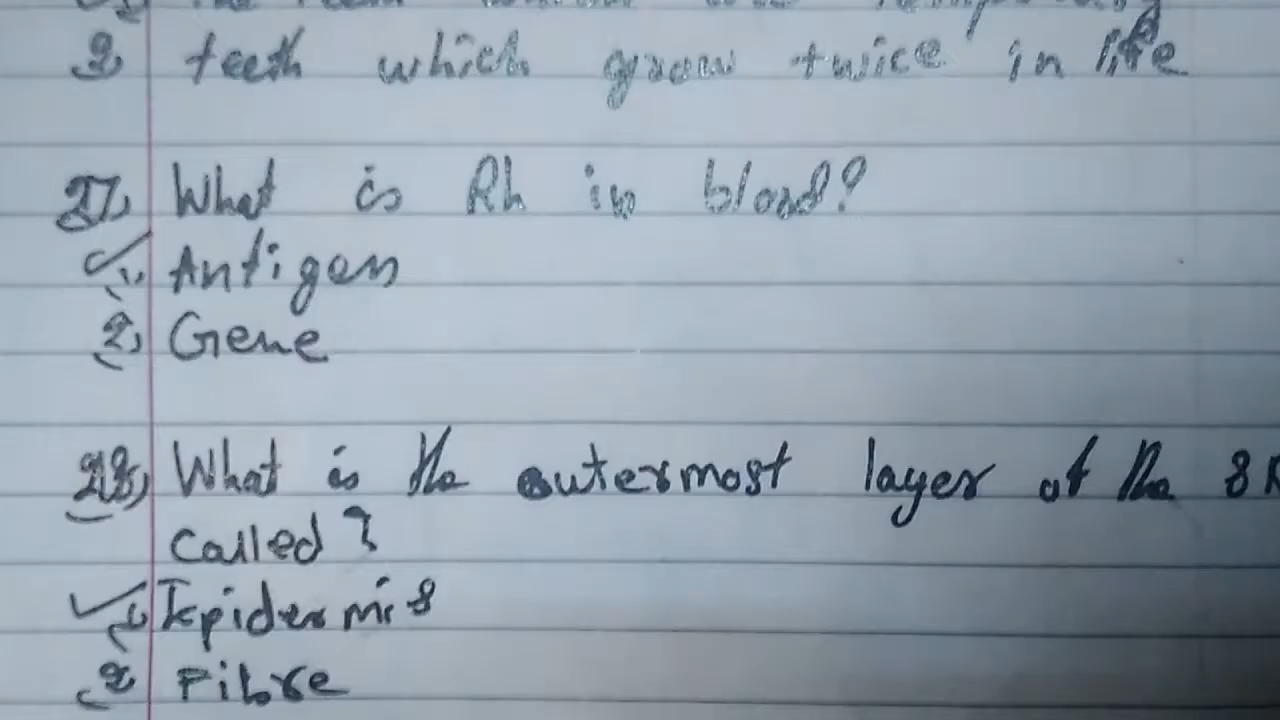 2) teeth which grow twice in life
27) What is Rh in blood?
1) Antigen
2) Gene
28) What is the outermost layer of the
called?
1) Epidermis
2) Fibre